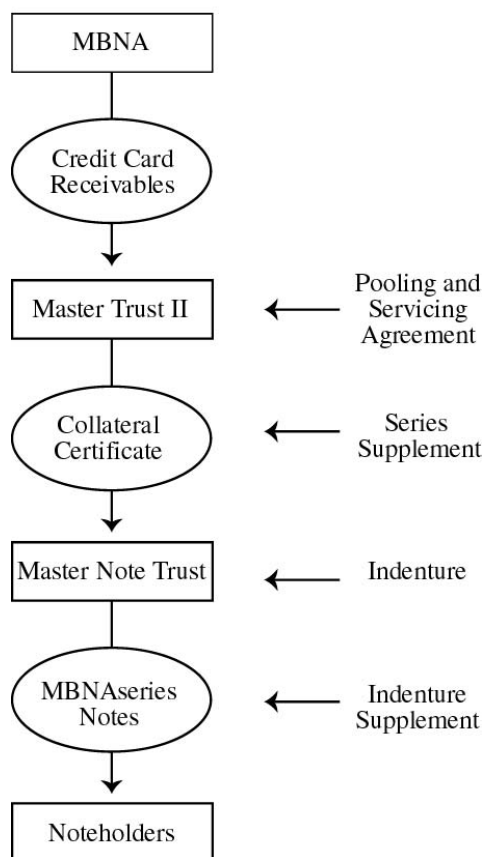 MBNA
Credit Card
Receivables
Master Trust II
Pooling and
Servicing
Agreement
Collateral
Certificate
Series
Supplement
Master Note Trust
Indenture
MBNAseries
Notes
Indenture
Supplement
Noteholders